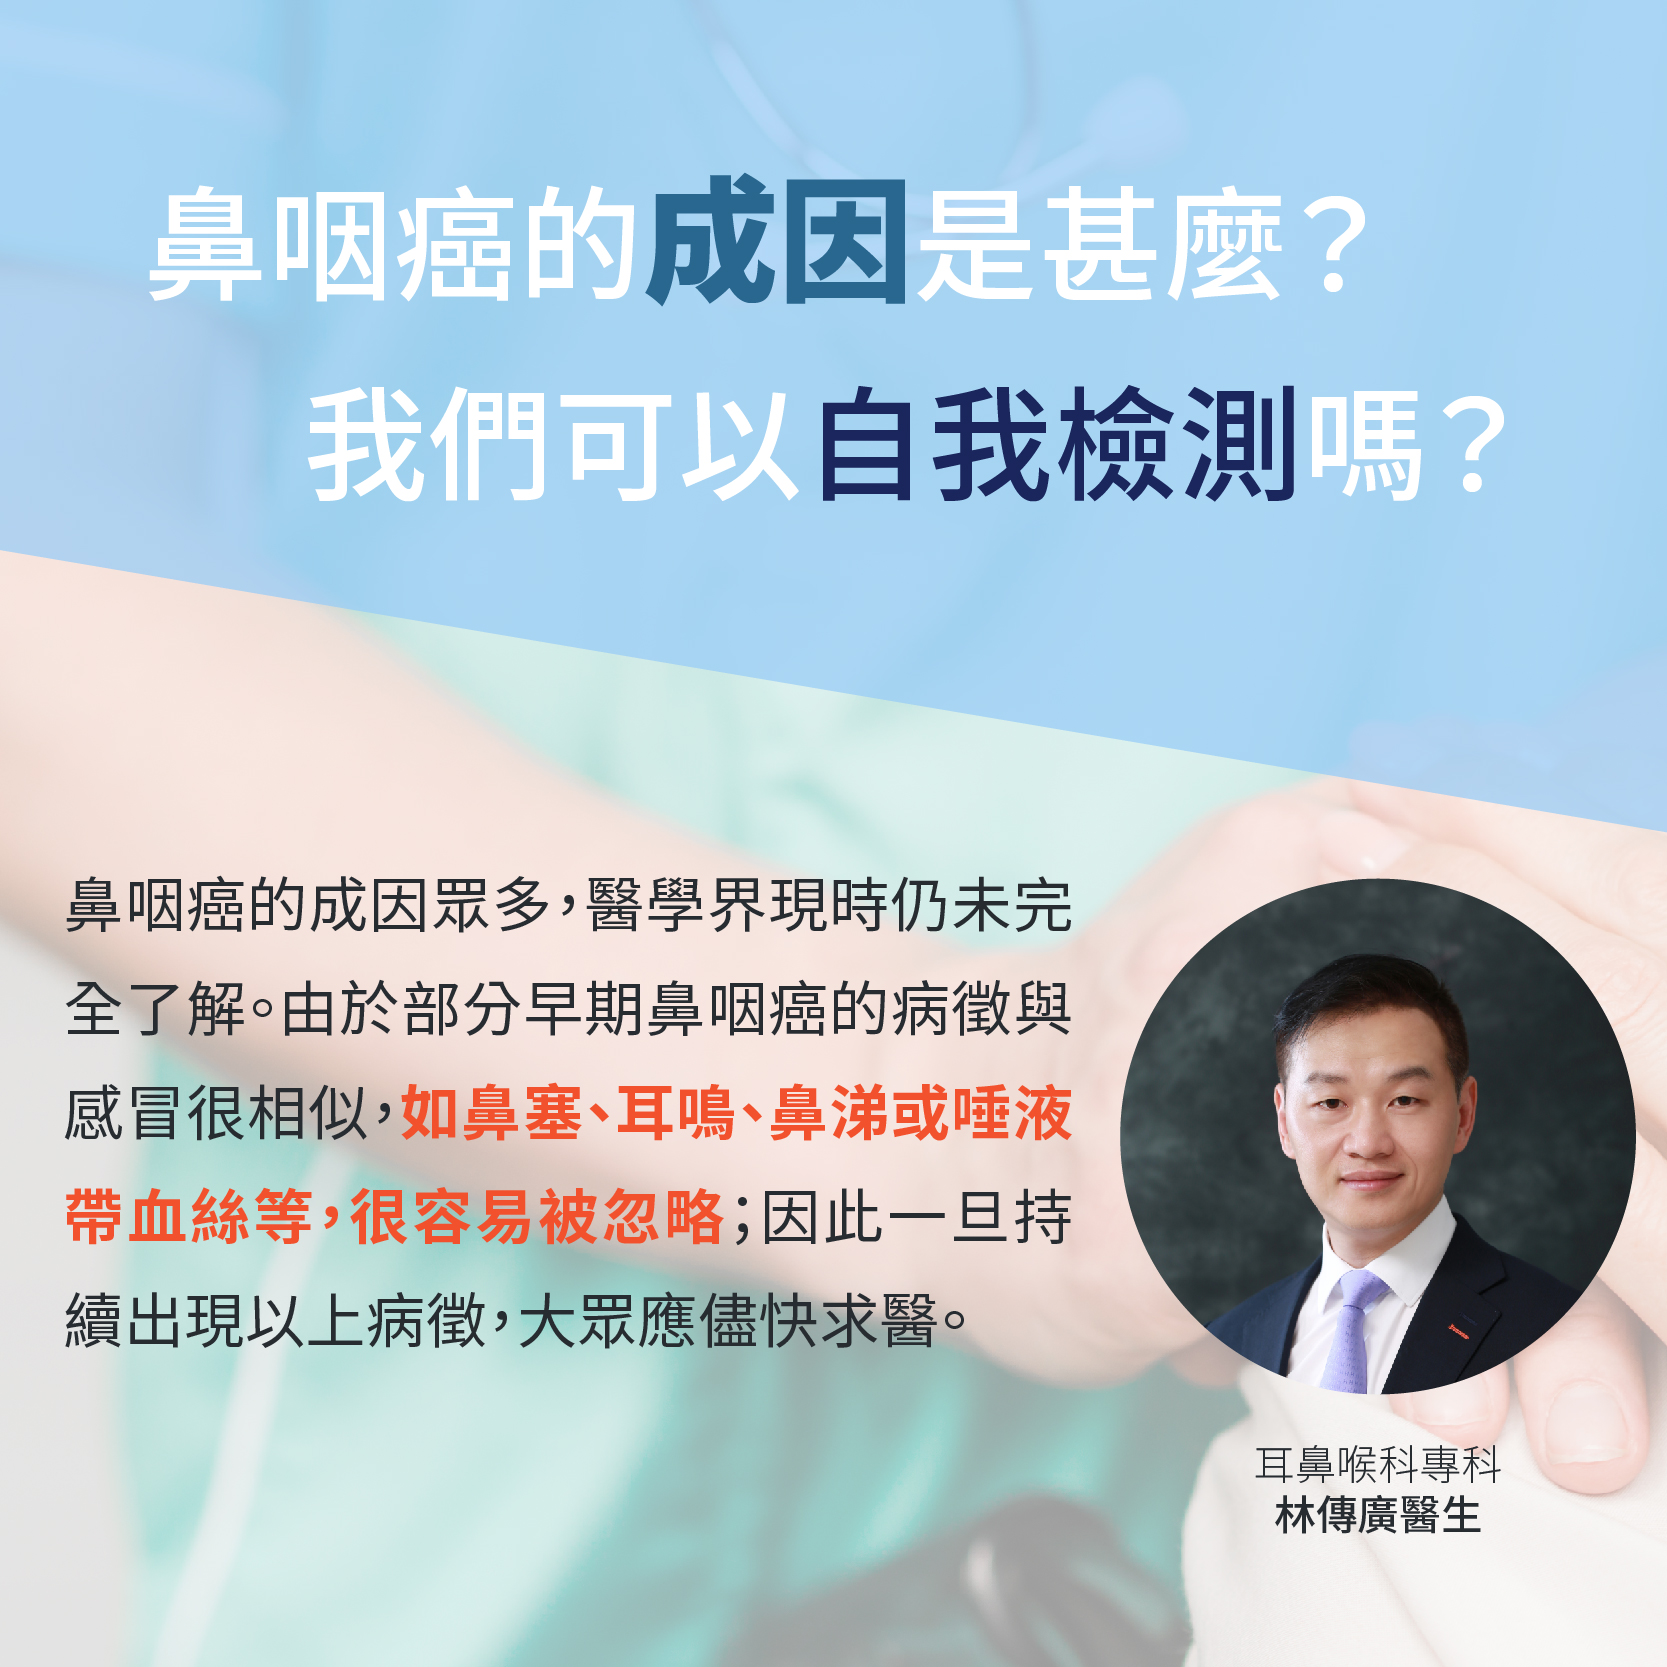 鼻咽癌的成因是甚麼？
我們可以自我檢測嗎？
鼻咽癌的成因眾多，醫學界現時仍未完
全了解。由於部分早期鼻咽癌的病徵與
感冒很相似，如鼻塞、耳鳴、鼻涕或唾液
帶血絲等，很容易被忽略；因此一旦持
續出現以上病徵，大眾應儘快求醫。
耳鼻喉科專科
林傳廣醫生